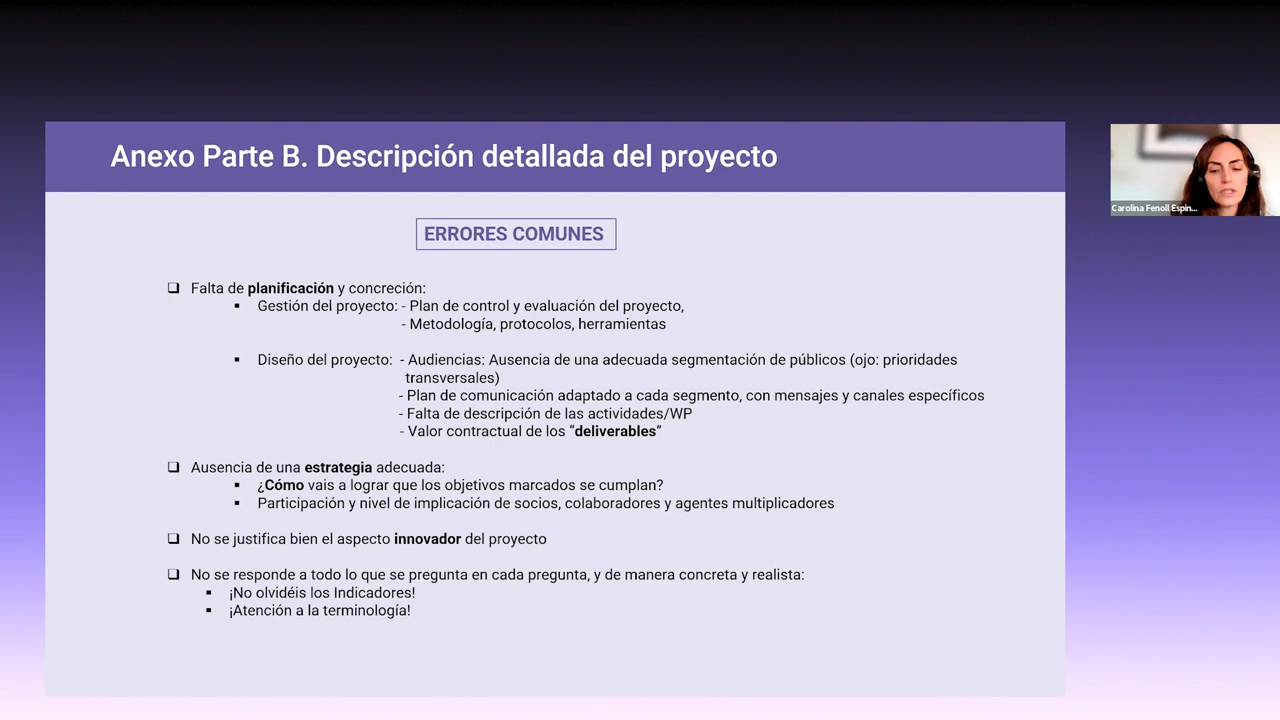 Anexo Parte B. Descripción detallada del proyecto
ERRORES COMUNES
❑ Falta de planificación y concreción:
▪ Gestión del proyecto: - Plan de control y evaluación del proyecto,
- Metodología, protocolos, herramientas
▪ Diseño del proyecto: - Audiencias: Ausencia de una adecuada segmentación de públicos (ojo: prioridades
transversales)
- Plan de comunicación adaptado a cada segmento, con mensajes y canales específicos
- Falta de descripción de las actividades/WP
- Valor contractual de los “deliverables”
❑ Ausencia de una estrategia adecuada:
▪ ¿Cómo vais a lograr que los objetivos marcados se cumplan?
▪ Participación y nivel de implicación de socios, colaboradores y agentes multiplicadores
❑ No se justifica bien el aspecto innovador del proyecto
❑ No se responde a todo lo que se pregunta en cada pregunta, y de manera concreta y realista:
▪ ¡No olvidéis los Indicadores!
▪ ¡Atención a la terminología!
Carolina Fenoll Espin...